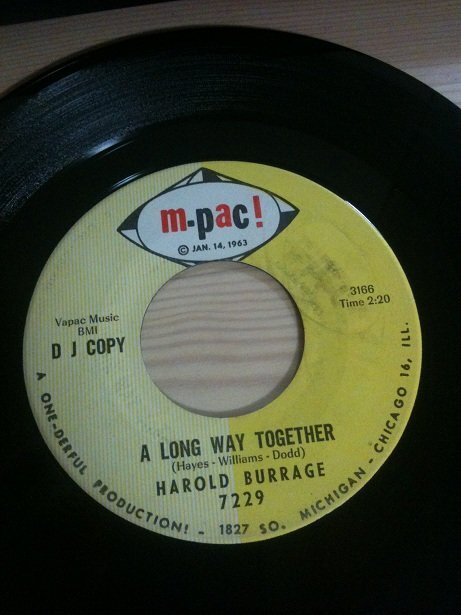 m-pac!
© JAN. 14, 1963
3166
Time 2:20
Vapac Music
BMI
D J COPY
A LONG WAY TOGETHER
(Hayes - Williams - Dodd)
HAROLD BURRAGE
7229
A ONE-DERFUL PRODUCTION! - 1827 SO. MICHIGAN - CHICAGO 16, ILL.